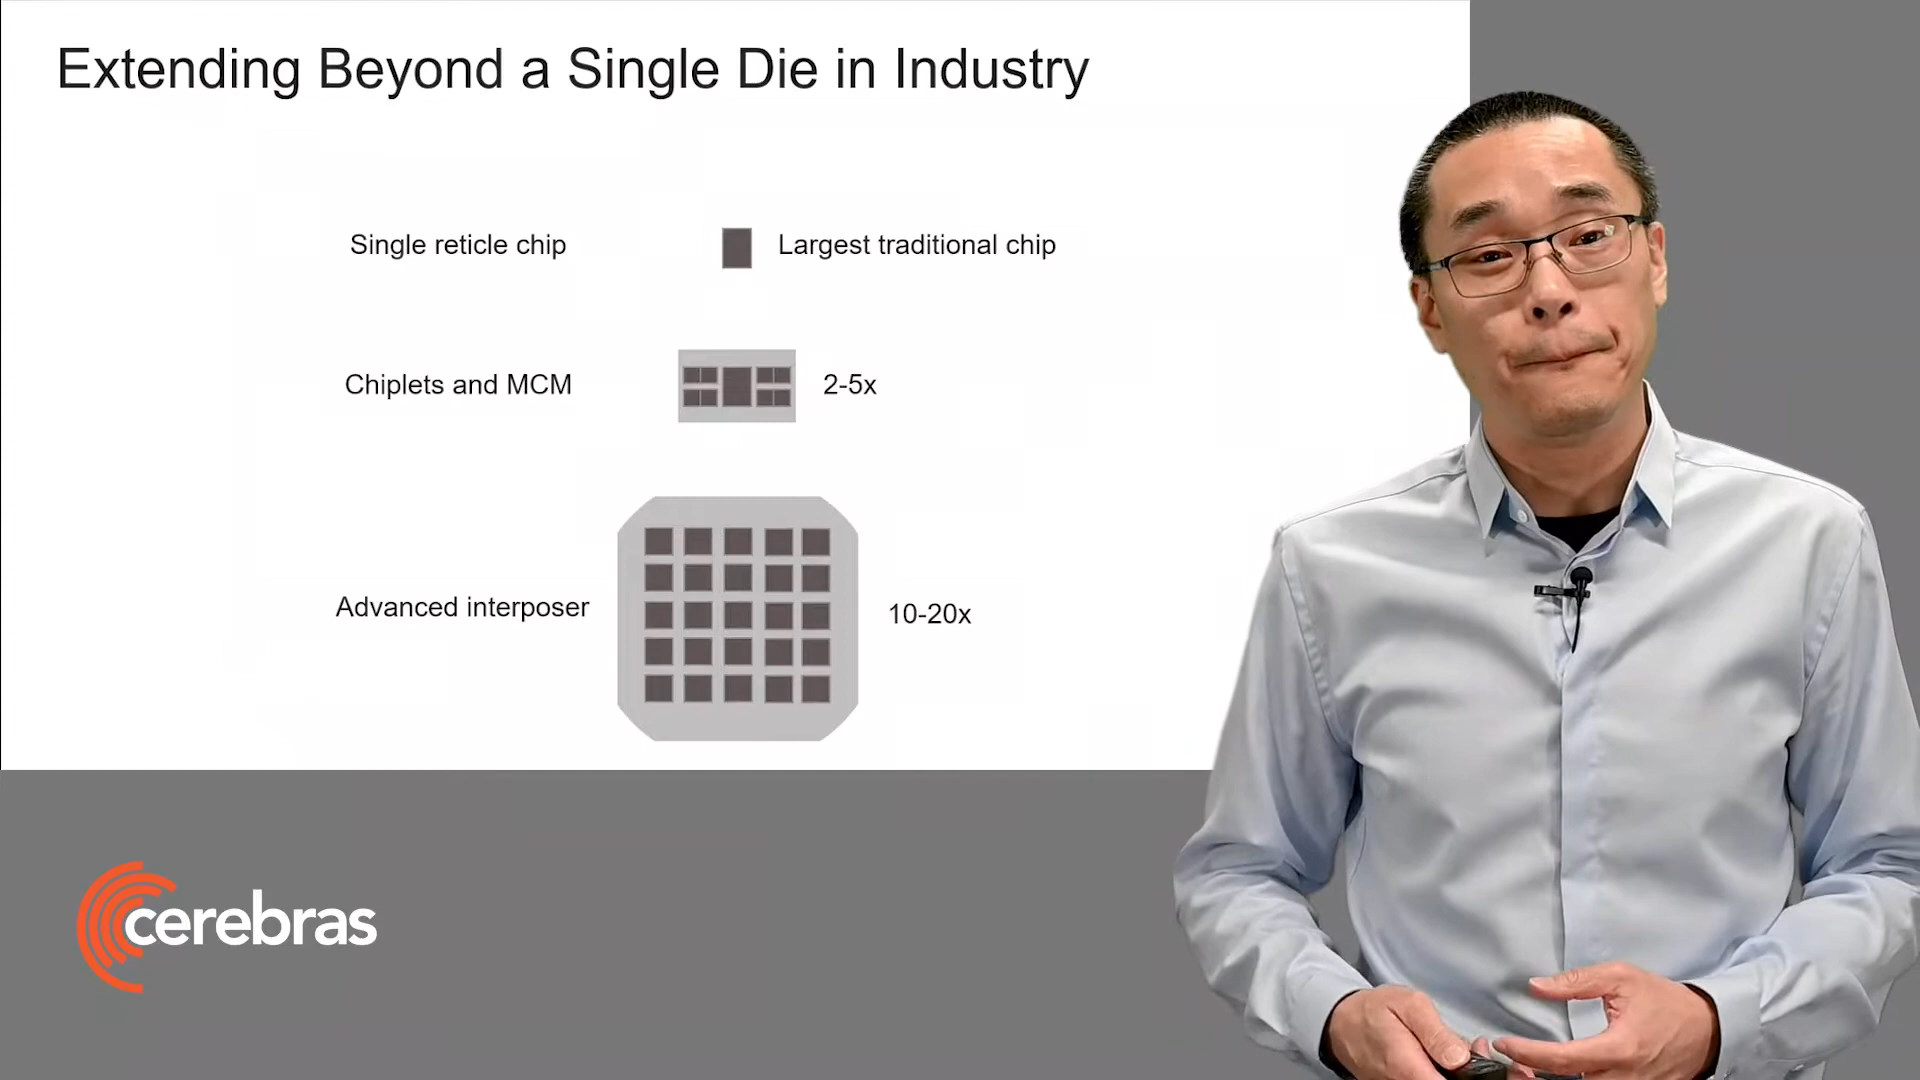 Extending Beyond a Single Die in Industry
Single reticle chip
Largest traditional chip
Chiplets and MCM
2-5x
Advanced interposer
10-20x
cerebras